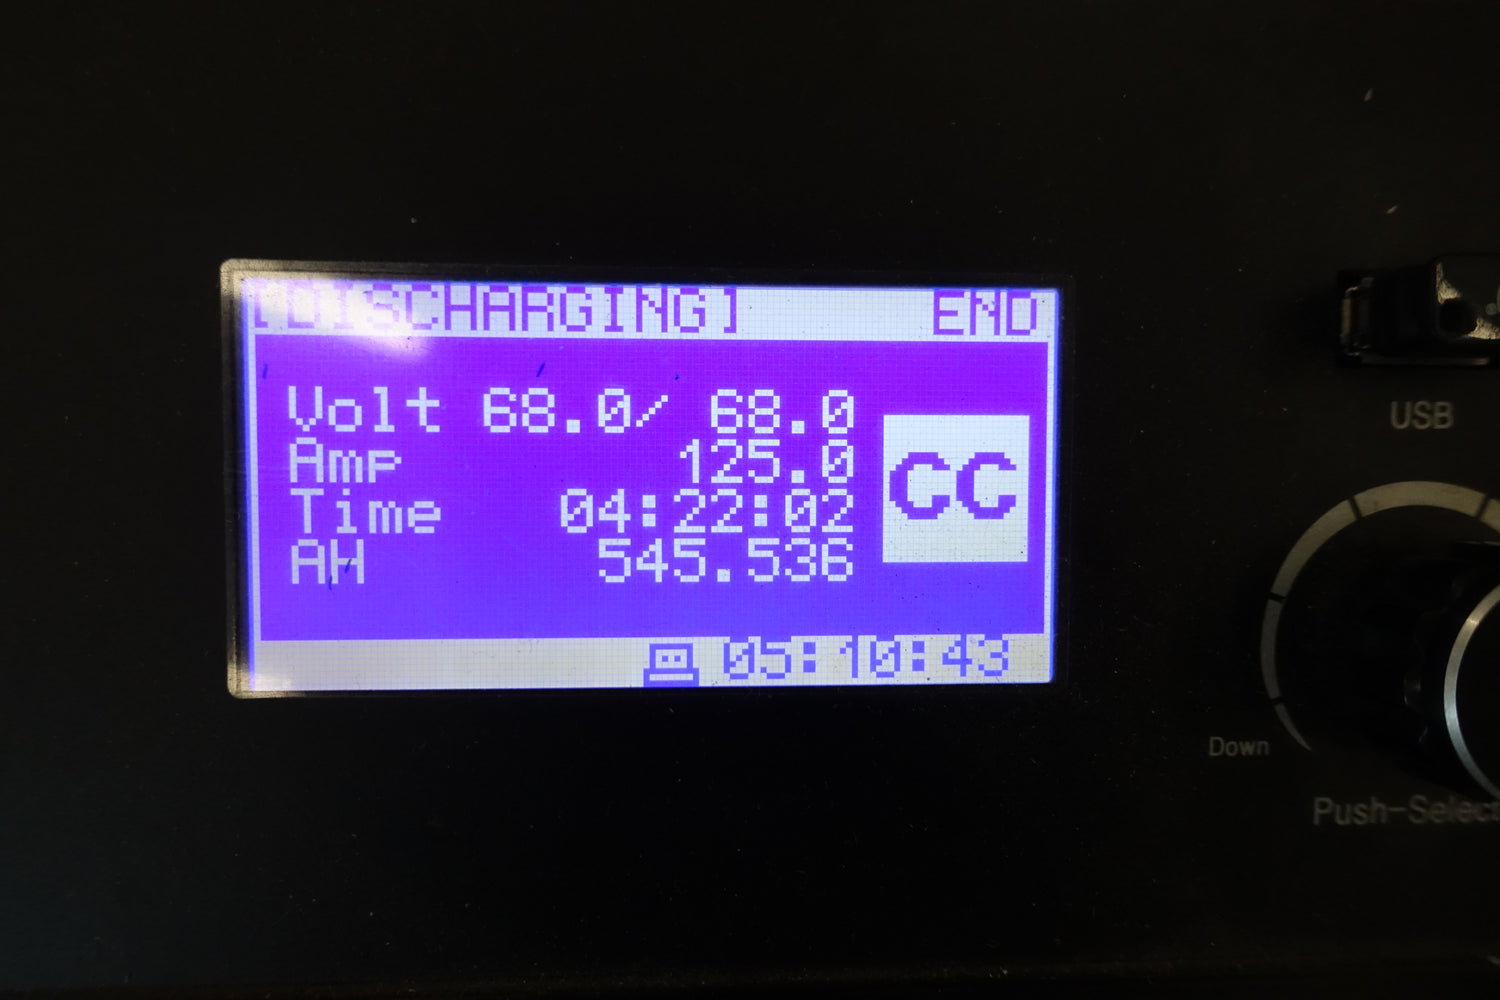 [DISCHARGING] END
Volt 68.0/ 68.0
Amp 125.0
Time 04:22:02
AH 545.536
CC
05:10:43
USB
Down
Push-Select